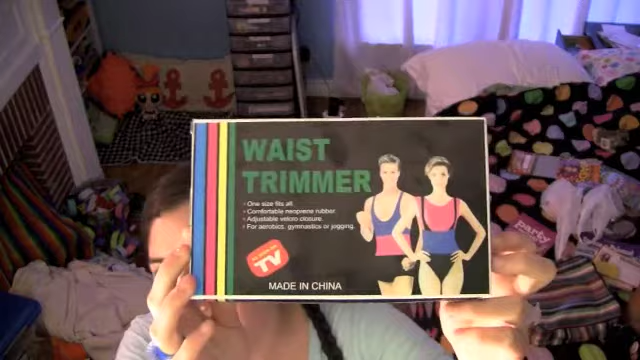 WAIST
TRIMMER
· One size fits all.
· Comfortable neoprene rubber.
· Adjustable velcro closure.
· For aerobics, gymnastics or jogging.
AS SEEN ON
TV
MADE IN CHINA
party